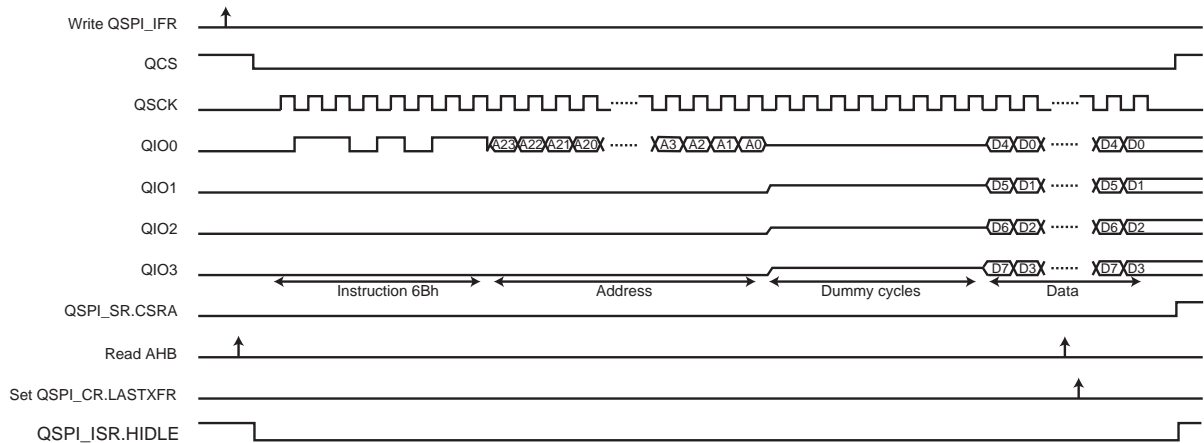 Write QSPI_IFR
QCS
QSCK
QIO0 A23 A22 A21 A20 A3 A2 A1 A0 D4 D0 D4 D0
QIO1 D5 D1 D5 D1
QIO2 D6 D2 D6 D2
QIO3 D7 D3 D7 D3
Instruction 6Bh Address Dummy cycles Data
QSPI_SR.CSRA
Read AHB
Set QSPI_CR.LASTXFR
QSPI_ISR.HIDLE